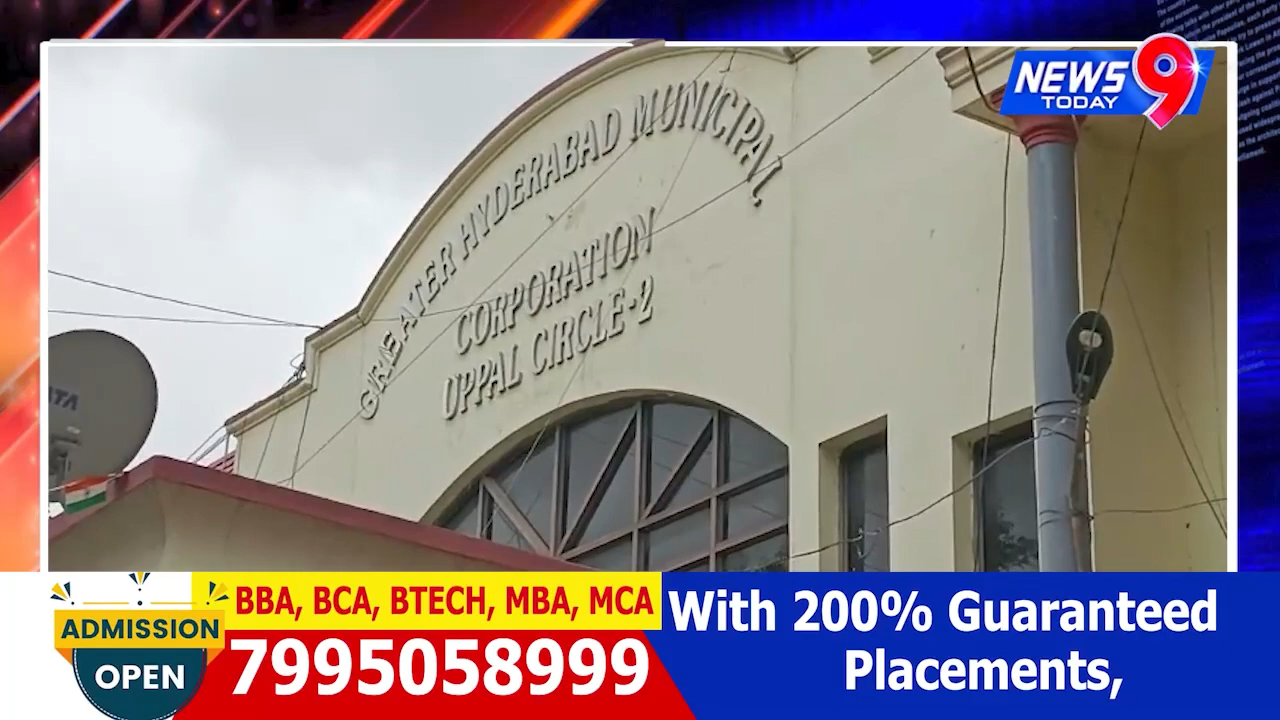 NEWS 9
TODAY
GREATER HYDERABAD MUNICIPAL
CORPORATION
UPPAL CIRCLE-2
TATA
ADMISSION
OPEN
BBA, BCA, BTECH, MBA, MCA
7995058999
With 200% Guaranteed
Placements,